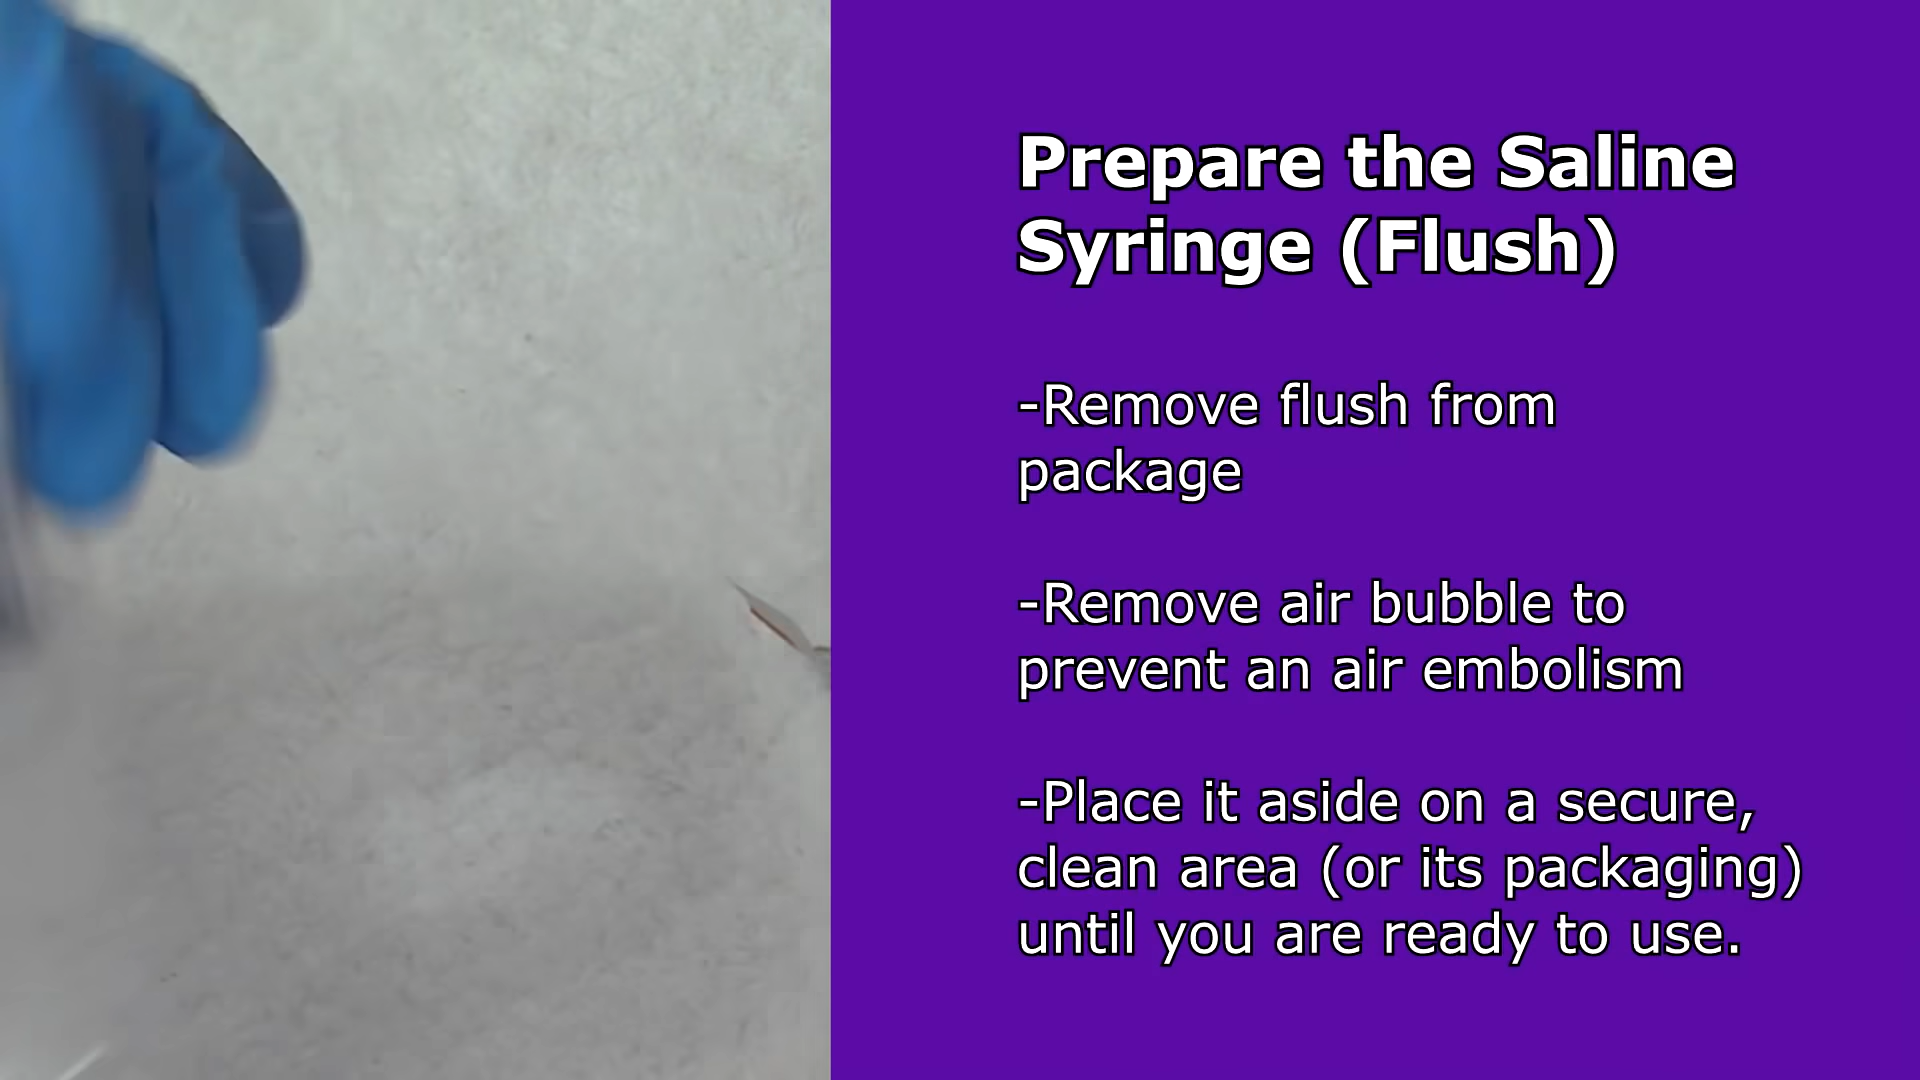 Prepare the Saline
Syringe (Flush)
-Remove flush from
package
-Remove air bubble to
prevent an air embolism
-Place it aside on a secure,
clean area (or its packaging)
until you are ready to use.